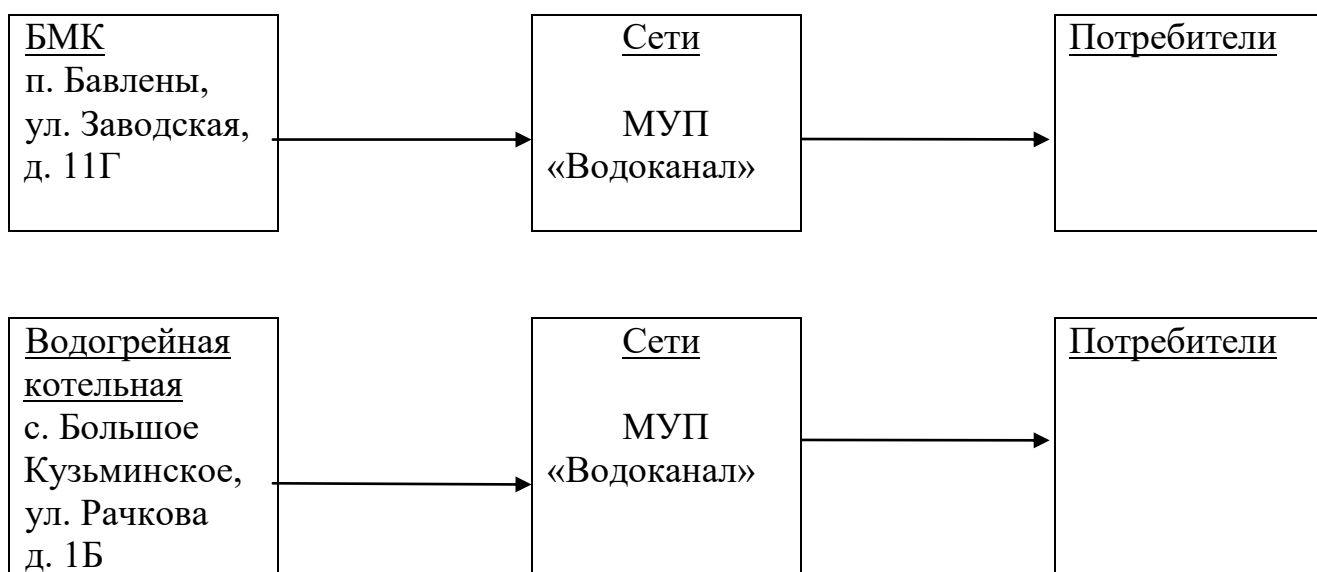 БМК
п. Бавлены,
ул. Заводская,
д. 11Г
Сети
МУП
«Водоканал»
Потребители
Водогрейная
котельная
с. Большое
Кузьминское,
ул. Рачкова
д. 1Б
Сети
МУП
«Водоканал»
Потребители